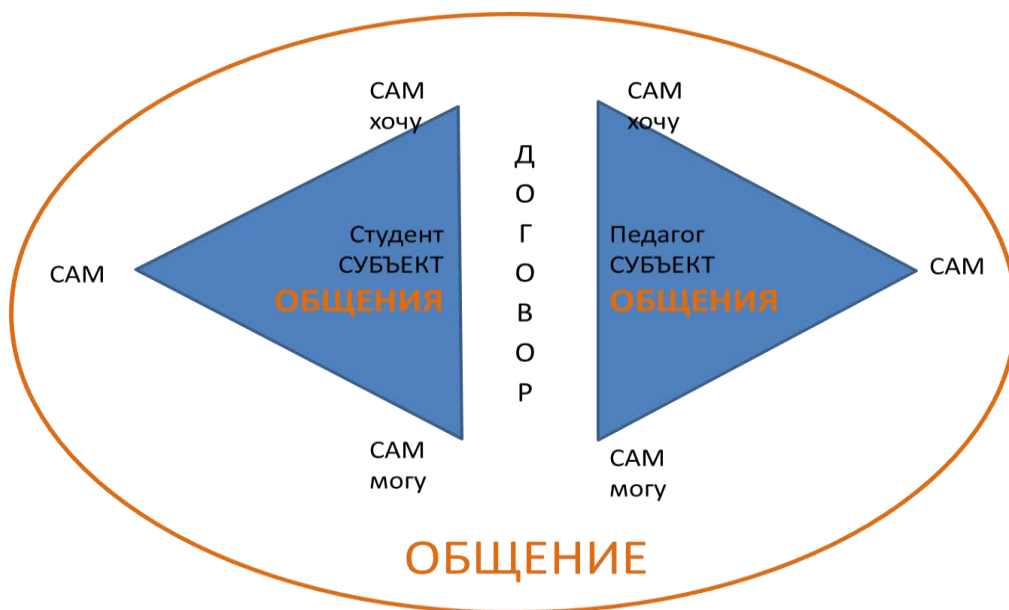 САМ
хочу
САМ
хочу
Д
О
Г
О
В
О
Р
Студент
СУБЪЕКТ
ОБЩЕНИЯ
Педагог
СУБЪЕКТ
ОБЩЕНИЯ
САМ
САМ
САМ
могу
САМ
могу
ОБЩЕНИЕ